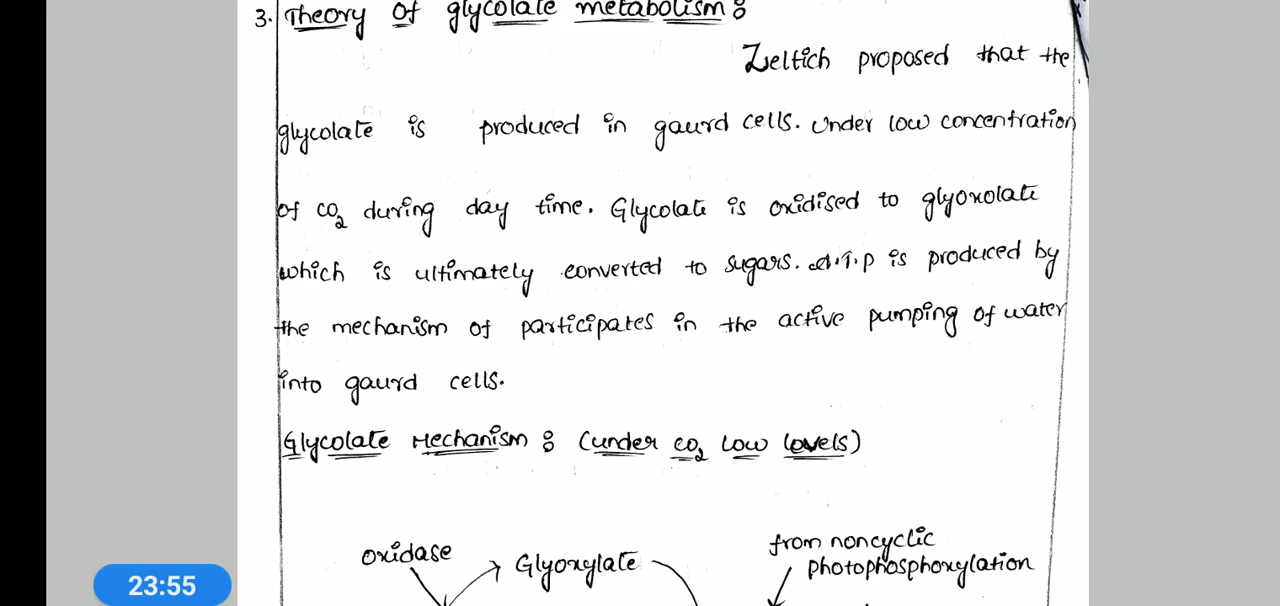 3. Theory of glycolate metabolism:
Zeltich proposed that the
glycolate is produced in gaurd cells. Under low concentration
of CO2 during day time. Glycolate is oxidised to glyoxolate
which is ultimately converted to sugars. A.T.P is produced by
the mechanism of participates in the active pumping of water
into gaurd cells.
Glycolate Mechanism: (under CO2 low levels)
from noncyclic
oxidase Glyoxylate photophosphoxylation
23:55